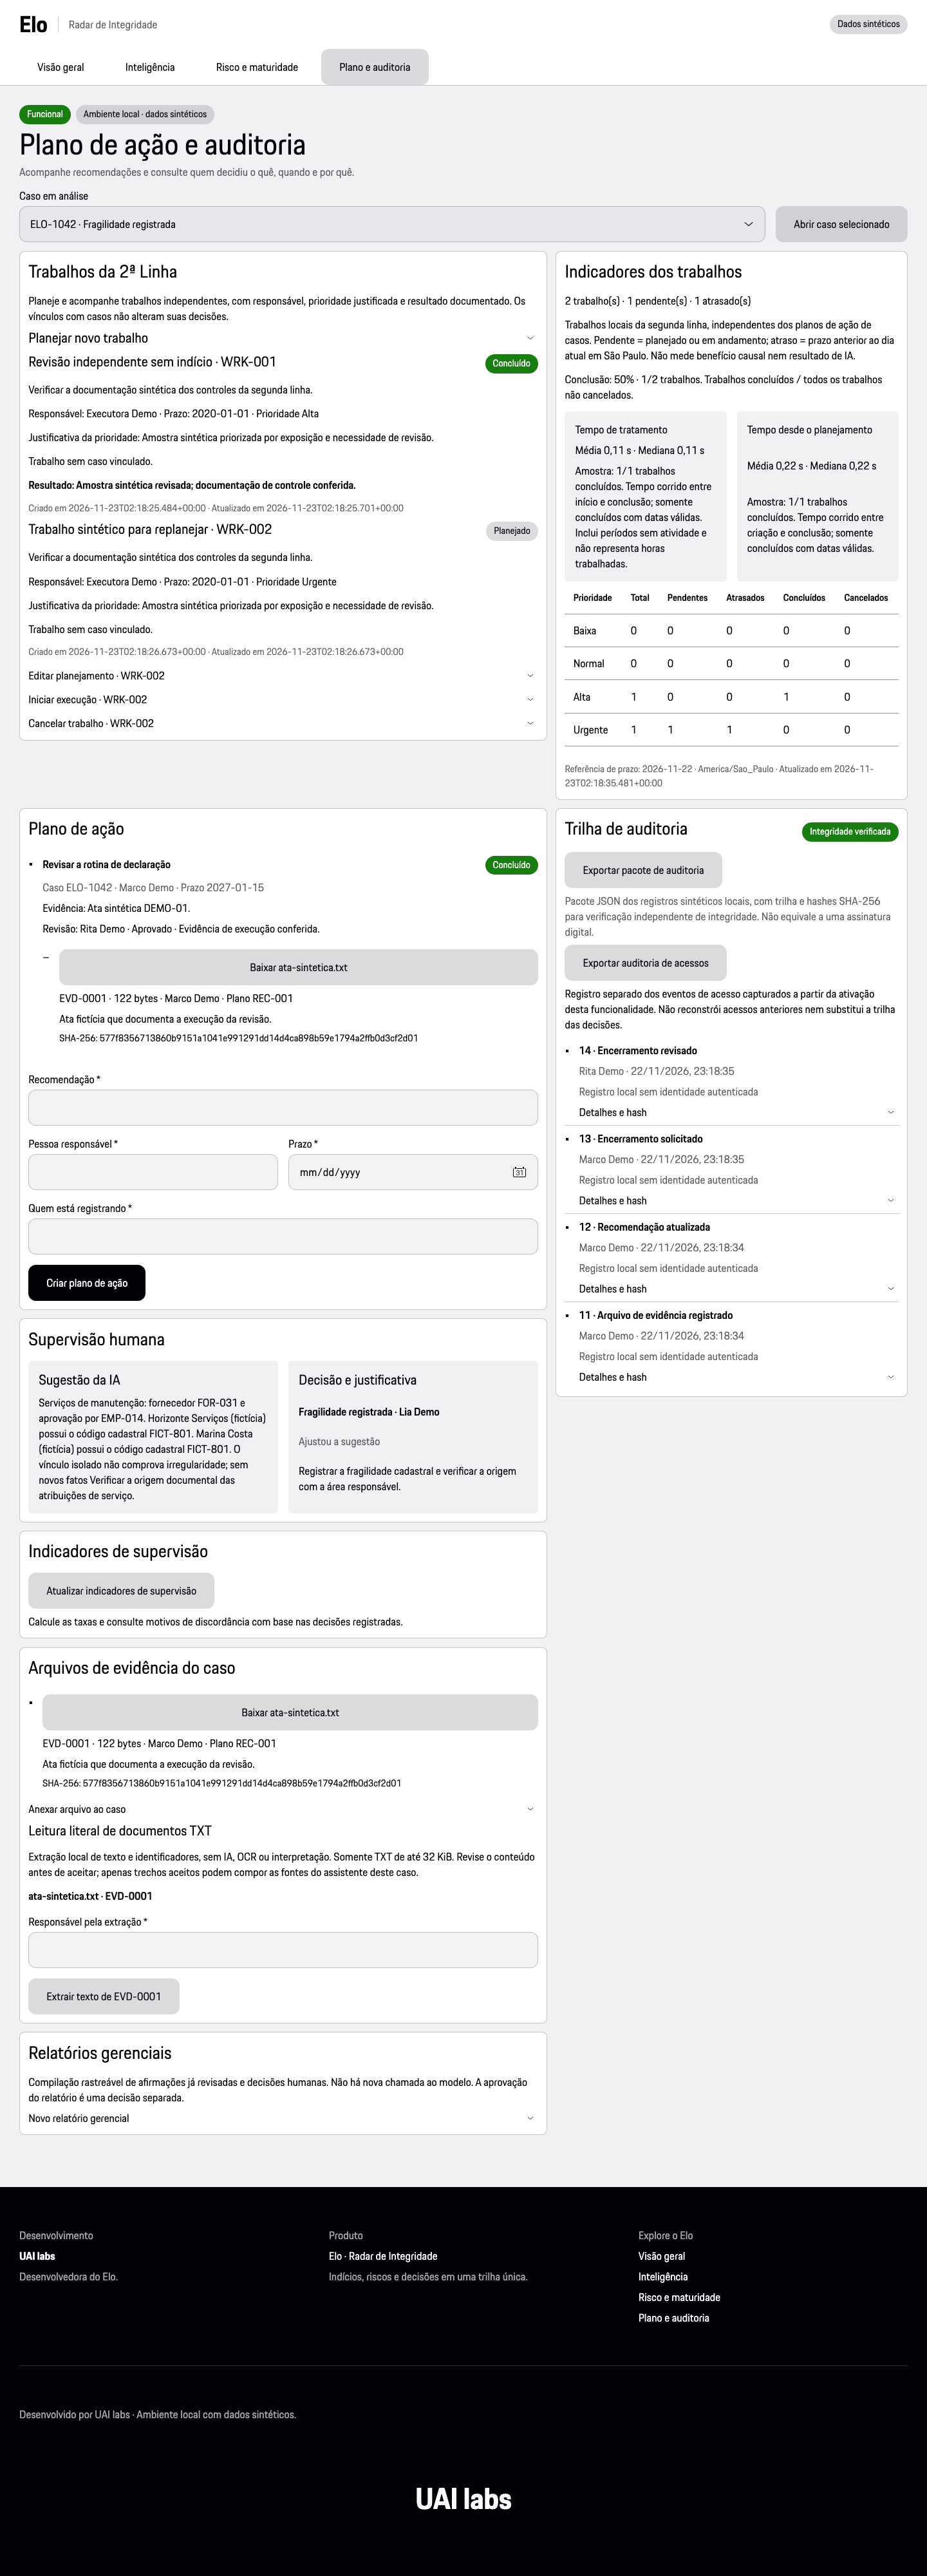 Elo
Radar de Integridade
Dados sintéticos
Visão geral
Inteligência
Risco e maturidade
Plano e auditoria
Funcional
Ambiente local · dados sintéticos
Plano de ação e auditoria
Acompanhe recomendações e consulte quem decidiu o quê, quando e por quê.
Caso em análise
ELO-1042 · Fragilidade registrada
Abrir caso selecionado
Trabalhos da 2ª Linha
Planeje e acompanhe trabalhos independentes, com responsável, prioridade justificada e resultado documentado. Os
vínculos com casos não alteram suas decisões.
Planejar novo trabalho
Revisão independente sem indício · WRK-001
Concluído
Verificar a documentação sintética dos controles da segunda linha.
Responsável: Executora Demo · Prazo: 2020-01-01 · Prioridade Alta
Justificativa da prioridade: Amostra sintética priorizada por exposição e necessidade de revisão.
Trabalho sem caso vinculado.
Resultado: Amostra sintética revisada; documentação de controle conferida.
Criado em 2026-11-23T02:18:25.484+00:00 · Atualizado em 2026-11-23T02:18:25.701+00:00
Trabalho sintético para replanejar · WRK-002
Planejado
Verificar a documentação sintética dos controles da segunda linha.
Responsável: Executora Demo · Prazo: 2020-01-01 · Prioridade Urgente
Justificativa da prioridade: Amostra sintética priorizada por exposição e necessidade de revisão.
Trabalho sem caso vinculado.
Criado em 2026-11-23T02:18:26.673+00:00 · Atualizado em 2026-11-23T02:18:26.673+00:00
Editar planejamento · WRK-002
Iniciar execução · WRK-002
Cancelar trabalho · WRK-002
Indicadores dos trabalhos
2 trabalho(s) · 1 pendente(s) · 1 atrasado(s)
Trabalhos locais da segunda linha, independentes dos planos de ação de
casos. Pendente = planejado ou em andamento; atraso = prazo anterior ao dia
atual em São Paulo. Não mede benefício causal nem resultado de IA.
Conclusão: 50% · 1/2 trabalhos. Trabalhos concluídos / todos os trabalhos
não cancelados.
Tempo de tratamento
Média 0,11 s · Mediana 0,11 s
Amostra: 1/1 trabalhos
concluídos. Tempo corrido entre
início e conclusão; somente
concluídos com datas válidas.
Inclui períodos sem atividade e
não representa horas
trabalhadas.
Tempo desde o planejamento
Média 0,22 s · Mediana 0,22 s
Amostra: 1/1 trabalhos
concluídos. Tempo corrido entre
criação e conclusão; somente
concluídos com datas válidas.
Prioridade Total Pendentes Atrasados Concluídos Cancelados
Baixa 0 0 0 0 0
Normal 0 0 0 0 0
Alta 1 0 0 1 0
Urgente 1 1 1 0 0
Referência de prazo: 2026-11-22 · America/Sao_Paulo · Atualizado em 2026-11-
23T02:18:35.481+00:00
Plano de ação
Revisar a rotina de declaração
Concluído
Caso ELO-1042 · Marco Demo · Prazo 2027-01-15
Evidência: Ata sintética DEMO-01.
Revisão: Rita Demo · Aprovado · Evidência de execução conferida.
Baixar ata-sintetica.txt
EVD-0001 · 122 bytes · Marco Demo · Plano REC-001
Ata fictícia que documenta a execução da revisão.
SHA-256: 577f8356713860b9151a1041e991291dd14d4ca898b59e1794a2ffb0d3cf2d01
Recomendação *
Pessoa responsável *
Prazo *
mm/dd/yyyy
Quem está registrando *
Criar plano de ação
Trilha de auditoria
Integridade verificada
Exportar pacote de auditoria
Pacote JSON dos registros sintéticos locais, com trilha e hashes SHA-256
para verificação independente de integridade. Não equivale a uma assinatura
digital.
Exportar auditoria de acessos
Registro separado dos eventos de acesso capturados a partir da ativação
desta funcionalidade. Não reconstrói acessos anteriores nem substitui a trilha
das decisões.
14 · Encerramento revisado
Rita Demo · 22/11/2026, 23:18:35
Registro local sem identidade autenticada
Detalhes e hash
13 · Encerramento solicitado
Marco Demo · 22/11/2026, 23:18:35
Registro local sem identidade autenticada
Detalhes e hash
12 · Recomendação atualizada
Marco Demo · 22/11/2026, 23:18:34
Registro local sem identidade autenticada
Detalhes e hash
11 · Arquivo de evidência registrado
Marco Demo · 22/11/2026, 23:18:34
Registro local sem identidade autenticada
Detalhes e hash
Supervisão humana
Sugestão da IA
Serviços de manutenção: fornecedor FOR-031 e
aprovação por EMP-014. Horizonte Serviços (fictícia)
possui o código cadastral FICT-801. Marina Costa
(fictícia) possui o código cadastral FICT-801. O
vínculo isolado não comprova irregularidade; sem
novos fatos Verificar a origem documental das
atribuições de serviço.
Decisão e justificativa
Fragilidade registrada · Lia Demo
Ajustou a sugestão
Registrar a fragilidade cadastral e verificar a origem
com a área responsável.
Indicadores de supervisão
Atualizar indicadores de supervisão
Calcule as taxas e consulte motivos de discordância com base nas decisões registradas.
Arquivos de evidência do caso
Baixar ata-sintetica.txt
EVD-0001 · 122 bytes · Marco Demo · Plano REC-001
Ata fictícia que documenta a execução da revisão.
SHA-256: 577f8356713860b9151a1041e991291dd14d4ca898b59e1794a2ffb0d3cf2d01
Anexar arquivo ao caso
Leitura literal de documentos TXT
Extração local de texto e identificadores, sem IA, OCR ou interpretação. Somente TXT de até 32 KiB. Revise o conteúdo
antes de aceitar; apenas trechos aceitos podem compor as fontes do assistente deste caso.
ata-sintetica.txt · EVD-0001
Responsável pela extração *
Extrair texto de EVD-0001
Relatórios gerenciais
Compilação rastreável de afirmações já revisadas e decisões humanas. Não há nova chamada ao modelo. A aprovação
do relatório é uma decisão separada.
Novo relatório gerencial
Desenvolvimento
UAI labs
Desenvolvedora do Elo.
Produto
Elo · Radar de Integridade
Indícios, riscos e decisões em uma trilha única.
Explore o Elo
Visão geral
Inteligência
Risco e maturidade
Plano e auditoria
Desenvolvido por UAI labs · Ambiente local com dados sintéticos.
UAI labs